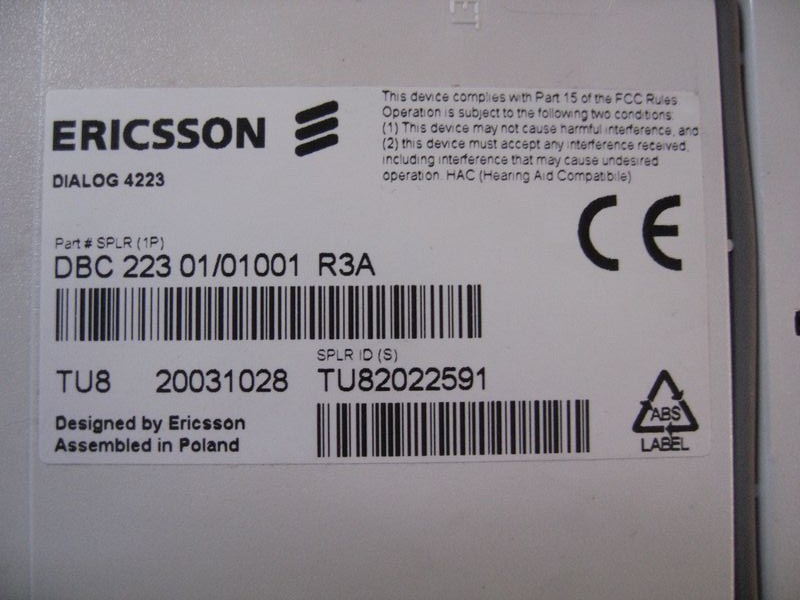 ERICSSON
DIALOG 4223
This device complies with Part 15 of the FCC Rules.
Operation is subject to the following two conditions:
(1) This device may not cause harmful interference, and
(2) this device must accept any interference received,
including interference that may cause undesired
operation. HAC (Hearing Aid Compatibile)
CE
Part # SPLR (1P)
DBC 223 01/01001 R3A
SPLR ID (S)
TU8 20031028 TU82022591
Designed by Ericsson
Assembled in Poland
ABS
LABEL